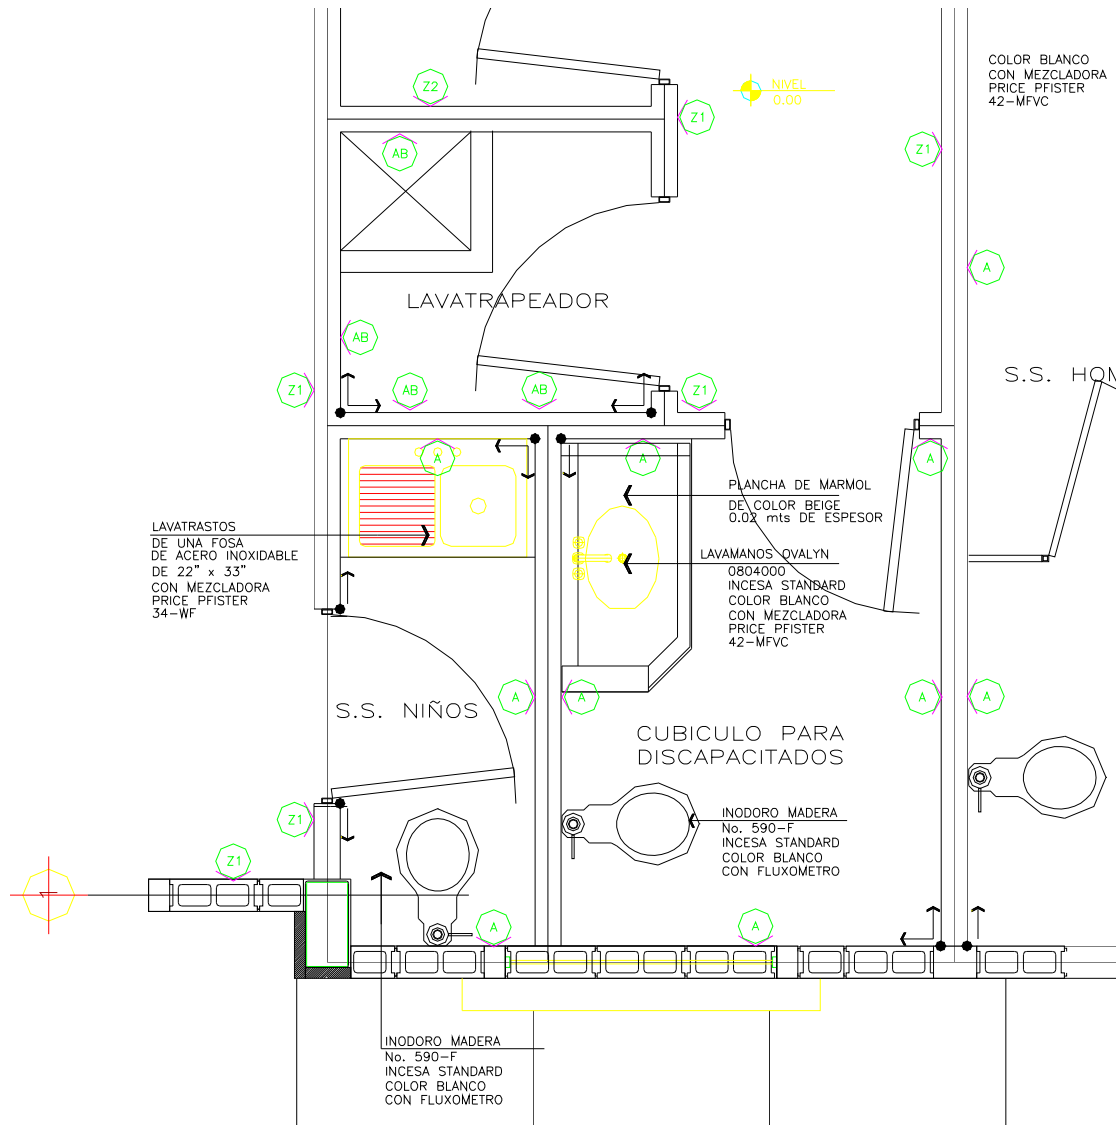 COLOR BLANCO
CON MEZCLADORA
PRICE PFISTER
42-MFVC
Z2
NIVEL
0.00
Z1
Z1
AB
A
LAVATRAPEADOR
AB
S.S. HOM
Z1
AB
AB
Z1
A
A
A
PLANCHA DE MARMOL
DE COLOR BEIGE
0.02 mts DE ESPESOR
LAVATRASTOS
DE UNA FOSA
DE ACERO INOXIDABLE
DE 22" x 33"
CON MEZCLADORA
PRICE PFISTER
34-WF
LAVAMANOS OVALYN
0804000
INCESA STANDARD
COLOR BLANCO
CON MEZCLADORA
PRICE PFISTER
42-MFVC
A
A
A
A
S.S. NIÑOS
CUBICULO PARA
DISCAPACITADOS
Z1
INODORO MADERA
No. 590-F
INCESA STANDARD
COLOR BLANCO
CON FLUXOMETRO
Z1
A
A
INODORO MADERA
No. 590-F
INCESA STANDARD
COLOR BLANCO
CON FLUXOMETRO